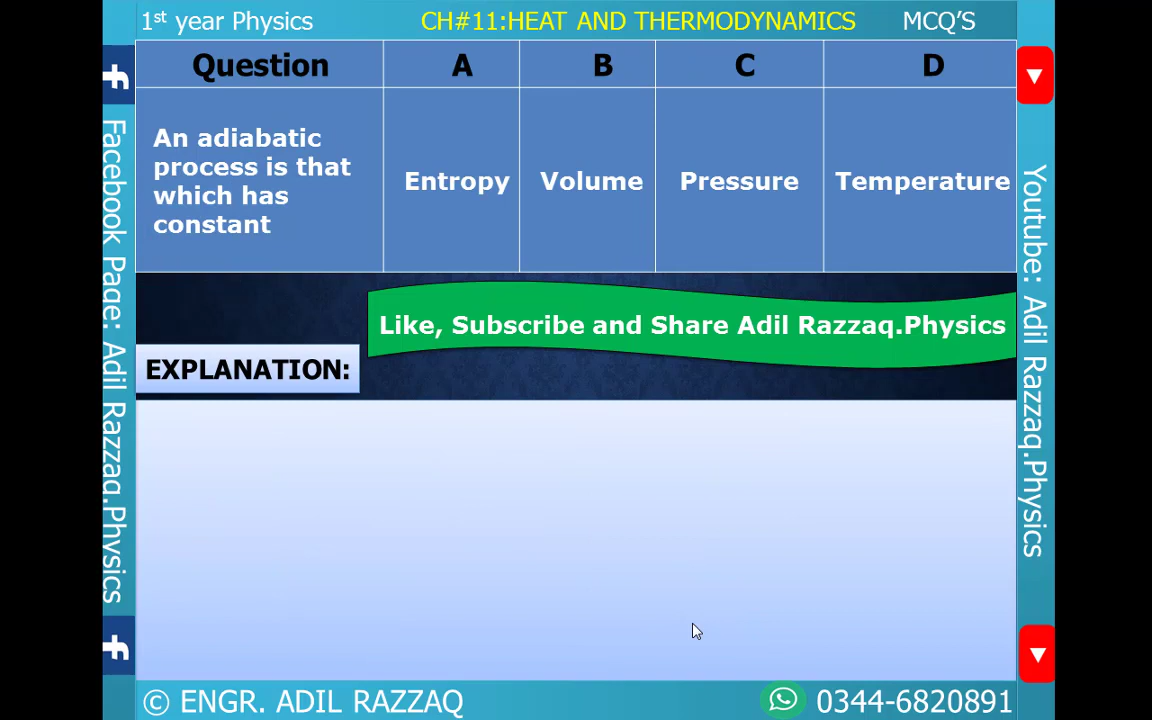 1st year Physics CH#11:HEAT AND THERMODYNAMICS MCQ’S
Question A B C D
An adiabatic
process is that
which has
constant
Entropy Volume Pressure Temperature
Like, Subscribe and Share Adil Razzaq.Physics
EXPLANATION:
Facebook Page: Adil Razzaq.Physics
Youtube: Adil Razzaq.Physics
© ENGR. ADIL RAZZAQ 0344-6820891